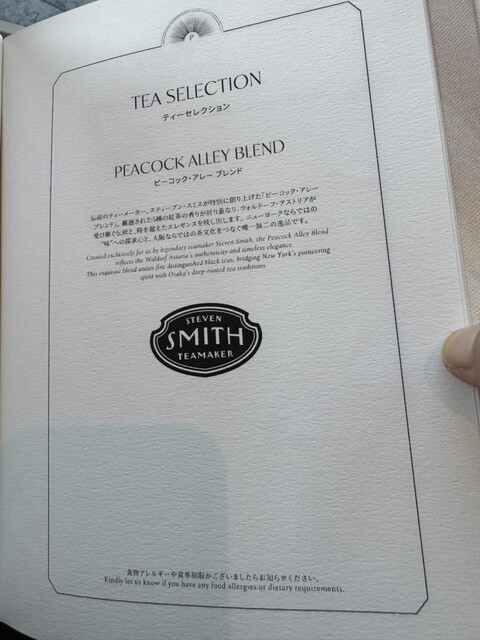 P
TEA SELECTION
ティーセレクション
PEACOCK ALLEY BLEND
ピーコック・アレー ブレンド
伝説のティーメーカー、スティーブン・スミスが特別に創り上げた「ピーコック・アレー
ブレンド」。厳選された5種の紅茶の香りが折り重なり、ウォルドーフ・アストリアが
受け継ぐ伝統と、時を超えたエレガンスを映し出します。ニューヨークならではの
“味”への探求心と、大阪ならではの茶文化をつなぐ唯一無二の逸品です。
Created exclusively for us by legendary teamaker Steven Smith, the Peacock Alley Blend
reflects the Waldorf Astoria's authenticity and timeless elegance.
This exquisite blend unites five distinguished black teas, bridging New York's pioneering
spirit with Osaka's deep-rooted tea traditions.
STEVEN
SMITH
TEAMAKER
食物アレルギーや食事制限がございましたらお知らせください。
Kindly let us know if you have any food allergies or dietary requirements.